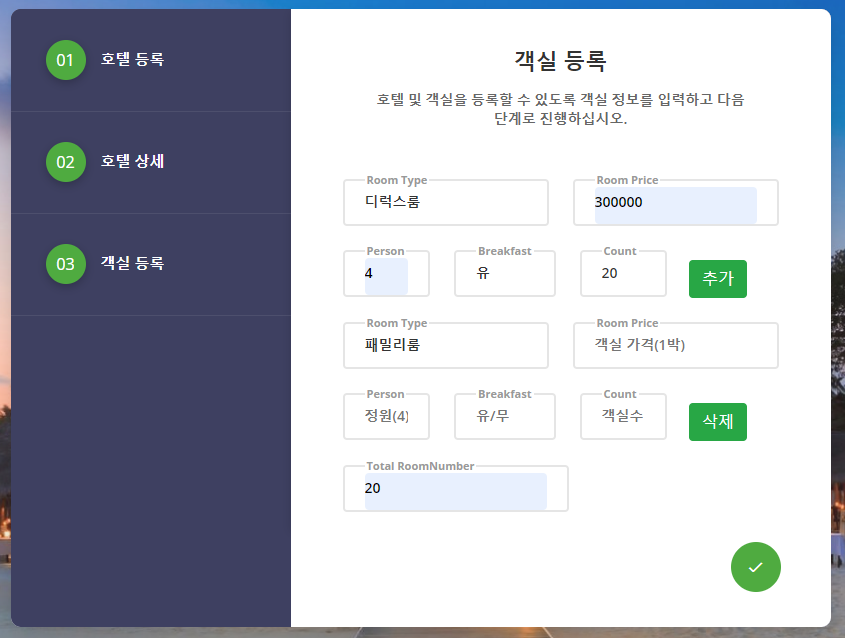 01 호텔 등록
02 호텔 상세
03 객실 등록
객실 등록
호텔 및 객실을 등록할 수 있도록 객실 정보를 입력하고 다음
단계로 진행하십시오.
Room Type Room Price
디럭스룸 300000
Person Breakfast Count
4 유 20 추가
Room Type Room Price
패밀리룸 객실 가격(1박)
Person Breakfast Count
정원(4) 유/무 객실수 삭제
Total RoomNumber
20